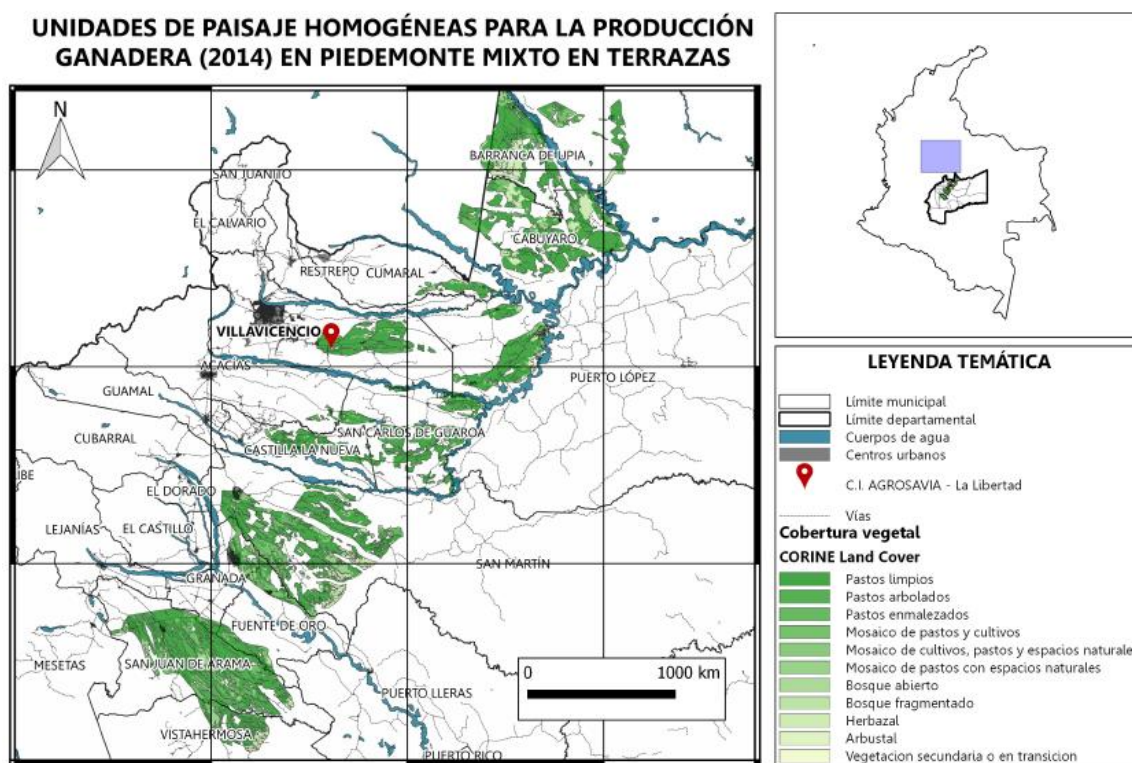 UNIDADES DE PAISAJE HOMOGÉNEAS PARA LA PRODUCCIÓN
GANADERA (2014) EN PIEDEMONTE MIXTO EN TERRAZAS
N
BARRANCA DE UPIA
SAN JUANITO
EL CALVARIO
CABUYARO
RESTREPO
CUMARAL
VILLAVICENCIO
ACACÍAS
PUERTO LÓPEZ
GUAMAL
SAN CARLOS DE GUAROA
CUBARRAL
CASTILLA LA NUEVA
IBE
EL DORADO
LEJANÍAS
EL CASTILLO
SAN MARTÍN
GRANADA
FUENTE DE ORO
MESETAS
SAN JUAN DE ARAMA
PUERTO LLERAS
VISTAHERMOSA
PUERTO RICO
0 1000 km
LEYENDA TEMÁTICA
Límite municipal
Límite departamental
Cuerpos de agua
Centros urbanos
C.I. AGROSAVIA - La Libertad
Vías
Cobertura vegetal
CORINE Land Cover
Pastos limpios
Pastos arbolados
Pastos enmalezados
Mosaico de pastos y cultivos
Mosaico de cultivos, pastos y espacios naturale
Mosaico de pastos con espacios naturales
Bosque abierto
Bosque fragmentado
Herbazal
Arbustal
Vegetacion secundaria o en transicion